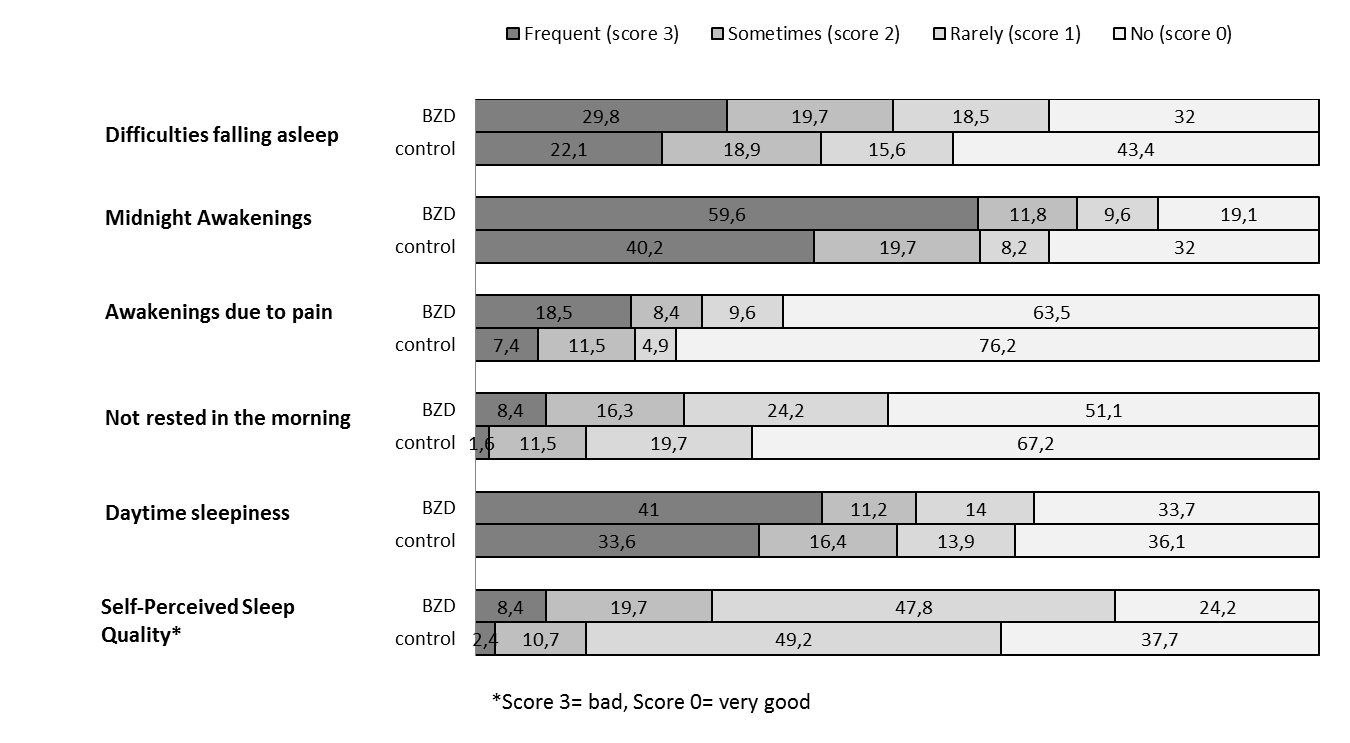 Frequent (score 3) Sometimes (score 2) Rarely (score 1) No (score 0)
Difficulties falling asleep
BZD 29,8 19,7 18,5 32
control 22,1 18,9 15,6 43,4
Midnight Awakenings
BZD 59,6 11,8 9,6 19,1
control 40,2 19,7 8,2 32
Awakenings due to pain
BZD 18,5 8,4 9,6 63,5
control 7,4 11,5 4,9 76,2
Not rested in the morning
BZD 8,4 16,3 24,2 51,1
control 1,6 11,5 19,7 67,2
Daytime sleepiness
BZD 41 11,2 14 33,7
control 33,6 16,4 13,9 36,1
Self-Perceived Sleep
Quality*
BZD 8,4 19,7 47,8 24,2
control 2,4 10,7 49,2 37,7
*Score 3= bad, Score 0= very good